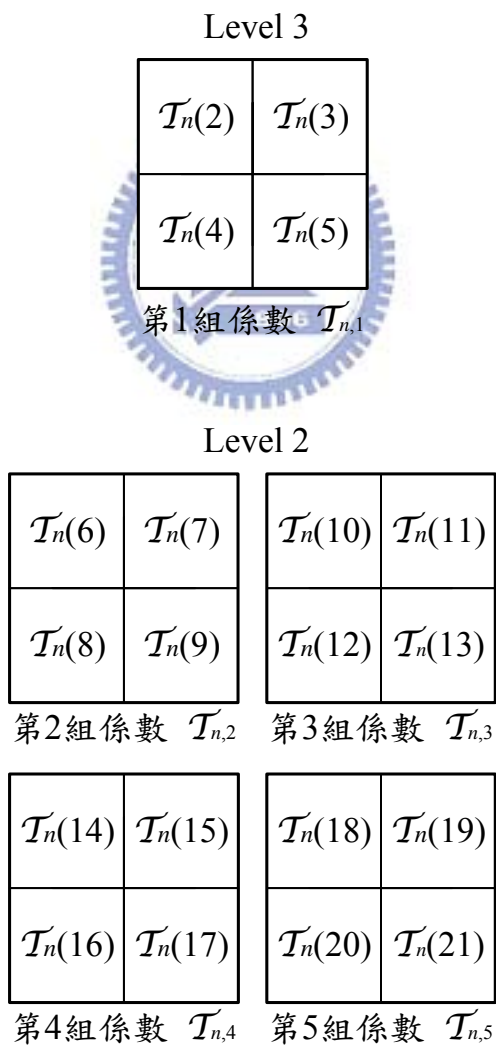 Level 3
𝒯n(2) 𝒯n(3)
𝒯n(4) 𝒯n(5)
第1組係數 𝒯n,1
Level 2
𝒯n(6) 𝒯n(7) 𝒯n(10) 𝒯n(11)
𝒯n(8) 𝒯n(9) 𝒯n(12) 𝒯n(13)
第2組係數 𝒯n,2 第3組係數 𝒯n,3
𝒯n(14) 𝒯n(15) 𝒯n(18) 𝒯n(19)
𝒯n(16) 𝒯n(17) 𝒯n(20) 𝒯n(21)
第4組係數 𝒯n,4 第5組係數 𝒯n,5